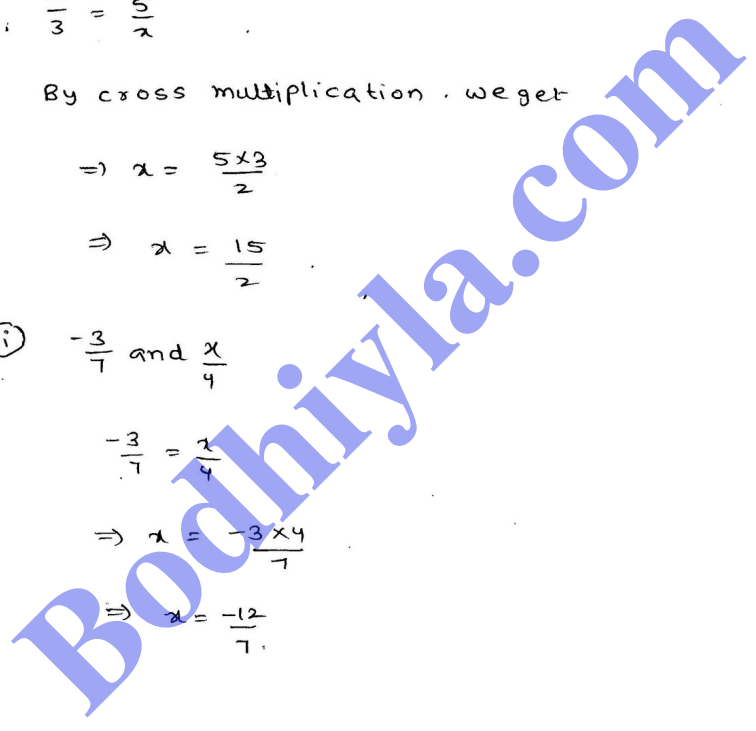 3 = 5/x
By cross multiplication. we get
=> x = 5×3/2
=> x = 15/2.
i) -3/7 and x/4
-3/7 = x/4
=> x = -3×4/7
=> x = -12/7.
Bodhiyla.com